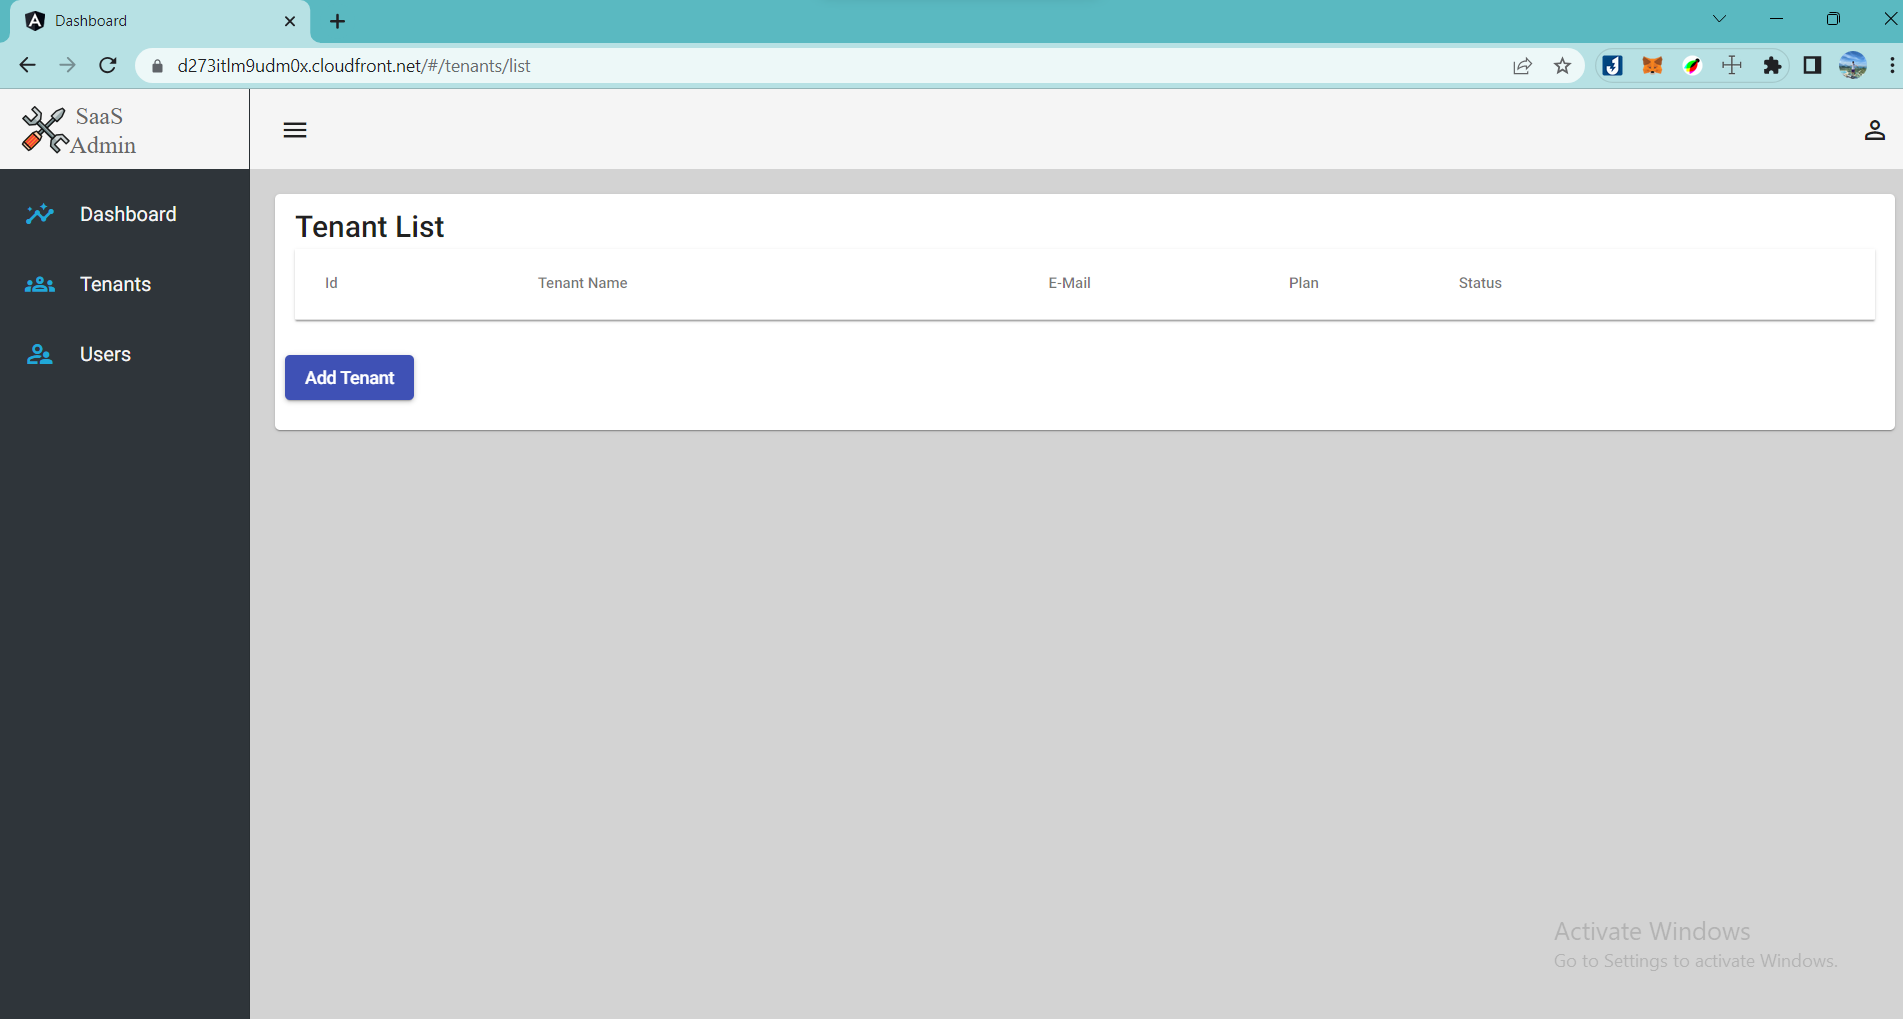 Dashboard
d273itlm9udm0x.cloudfront.net/#/tenants/list
SaaS
Admin
Dashboard
Tenants
Users
Tenant List
Id Tenant Name E-Mail Plan Status
Add Tenant
Activate Windows
Go to Settings to activate Windows.